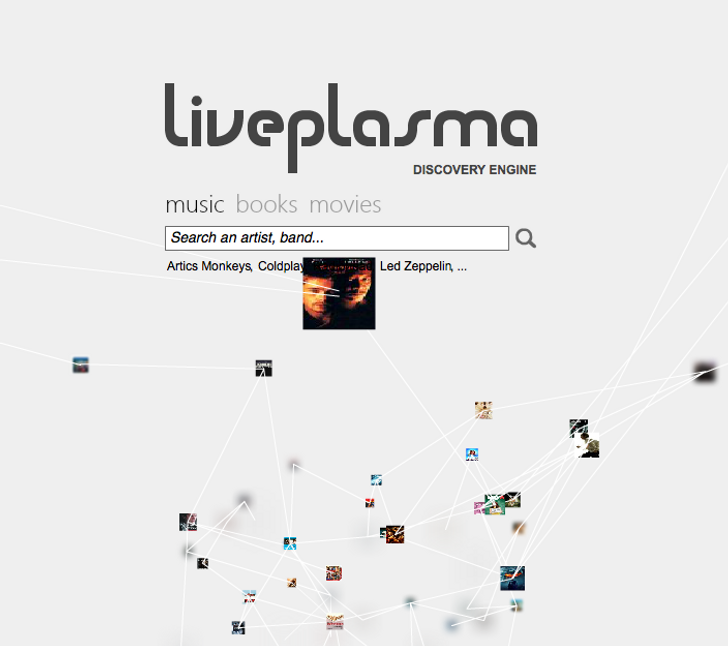 liveplasma
DISCOVERY ENGINE
music books movies
Search an artist, band...
Artics Monkeys, Coldplay Led Zeppelin, ...